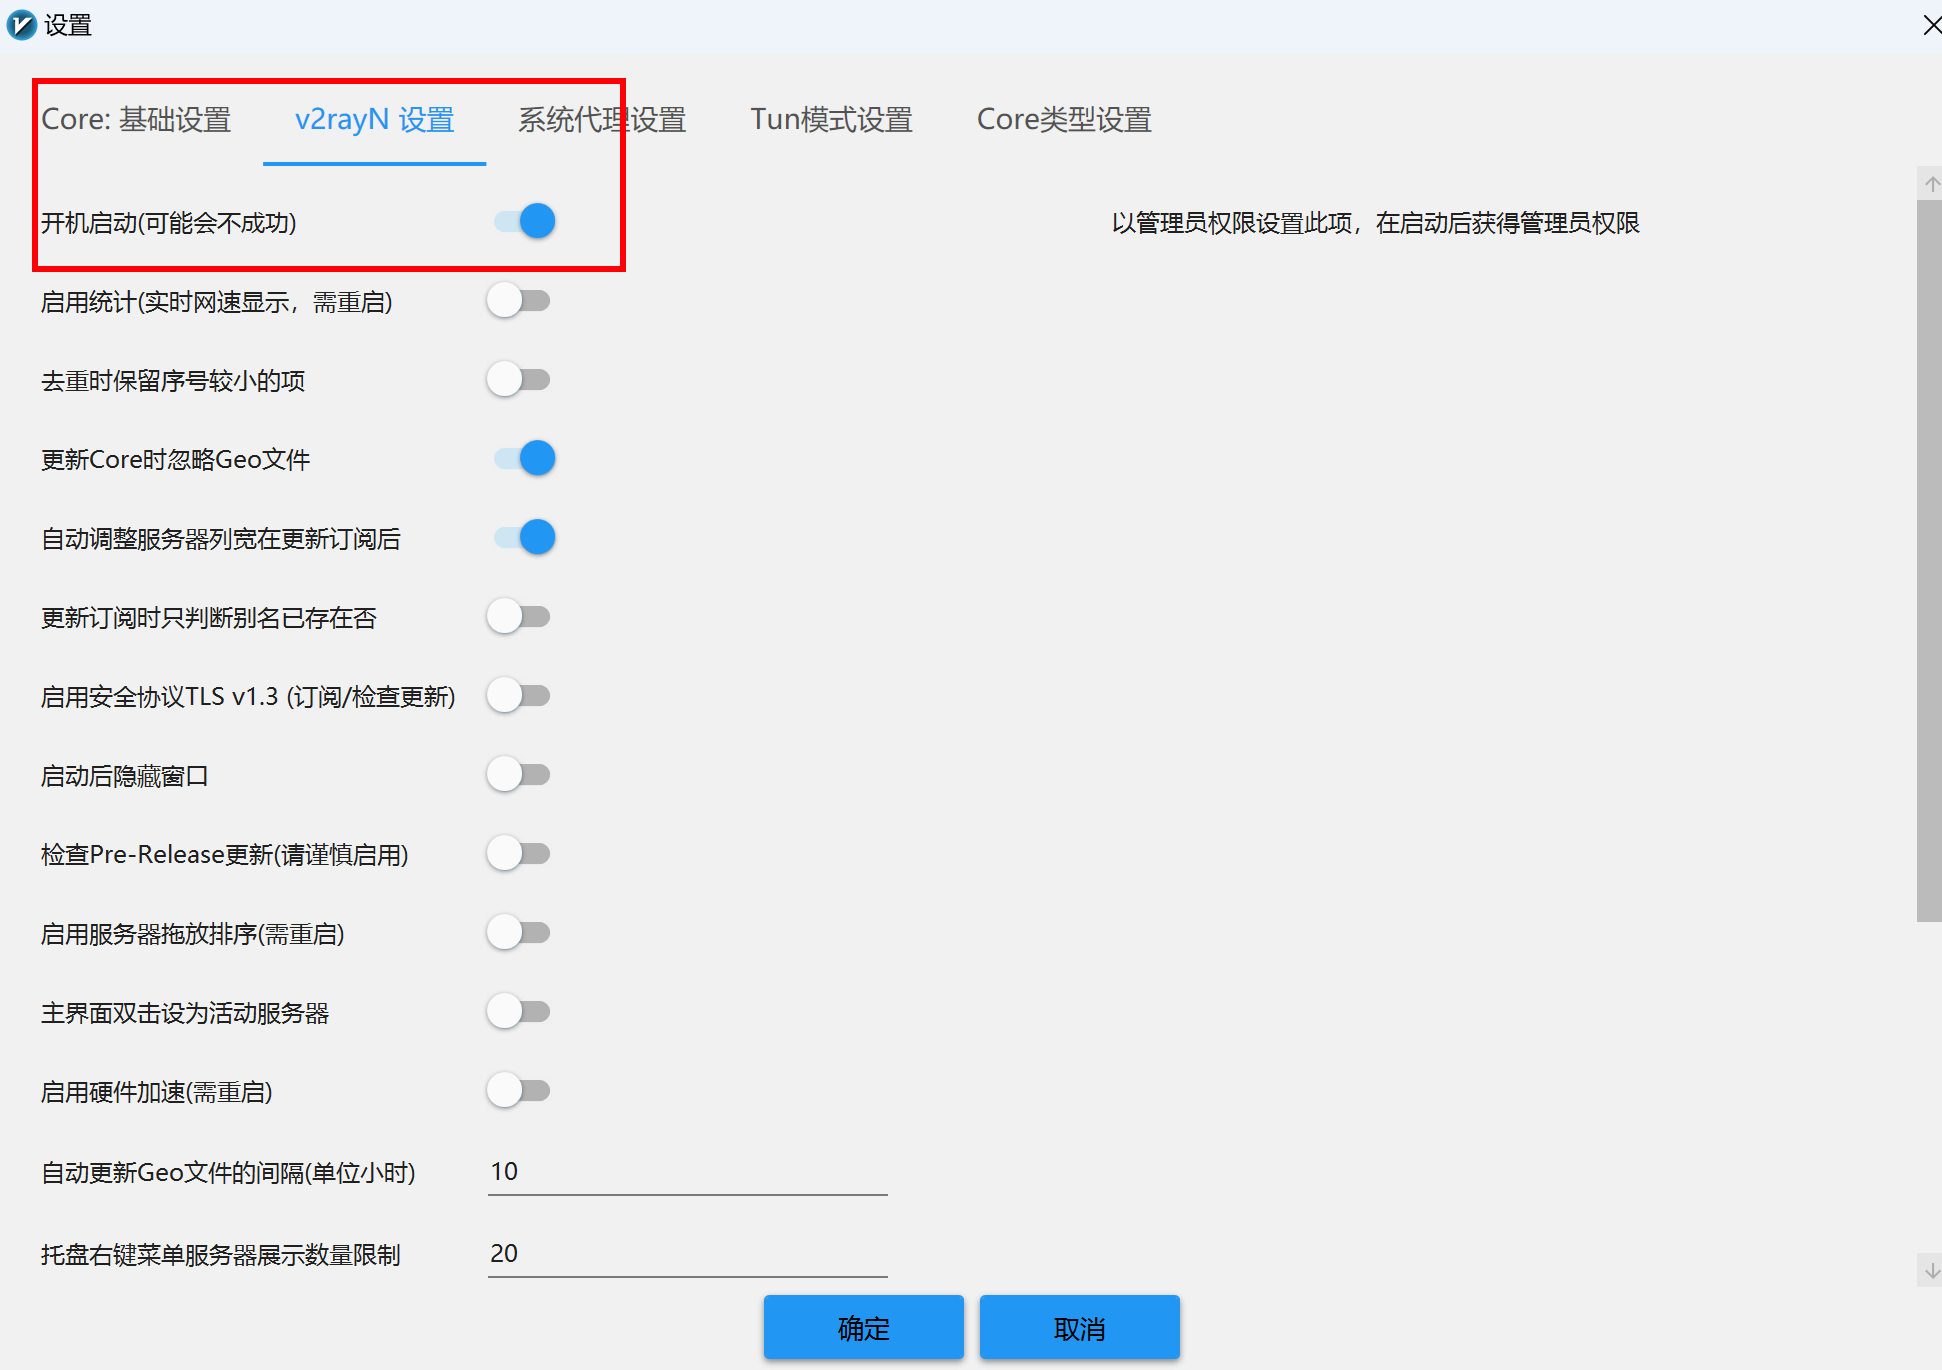 设置
Core: 基础设置 v2rayN 设置 系统代理设置 Tun模式设置 Core类型设置
开机启动(可能会不成功) 以管理员权限设置此项，在启动后获得管理员权限
启用统计(实时网速显示，需重启)
去重时保留序号较小的项
更新Core时忽略Geo文件
自动调整服务器列宽在更新订阅后
更新订阅时只判断别名已存在否
启用安全协议TLS v1.3 (订阅/检查更新)
启动后隐藏窗口
检查Pre-Release更新(请谨慎启用)
启用服务器拖放排序(需重启)
主界面双击设为活动服务器
启用硬件加速(需重启)
自动更新Geo文件的间隔(单位小时) 10
托盘右键菜单服务器展示数量限制 20
确定 取消